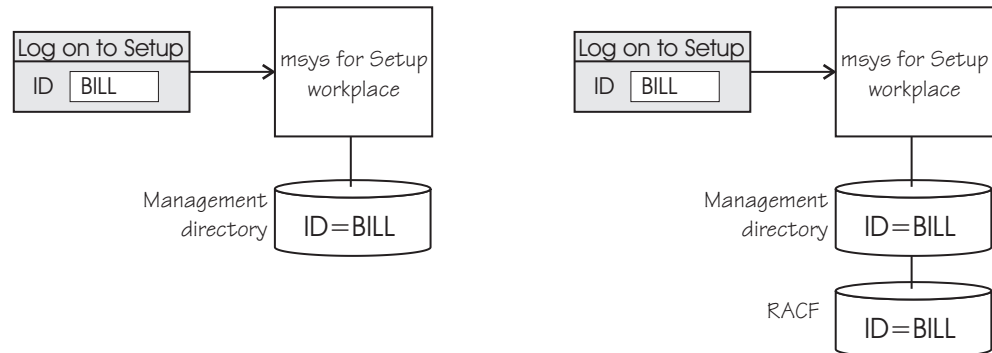 Log on to Setup
ID BILL
msys for Setup
workplace
Management
directory
ID=BILL
Log on to Setup
ID BILL
msys for Setup
workplace
Management
directory
ID=BILL
RACF
ID=BILL